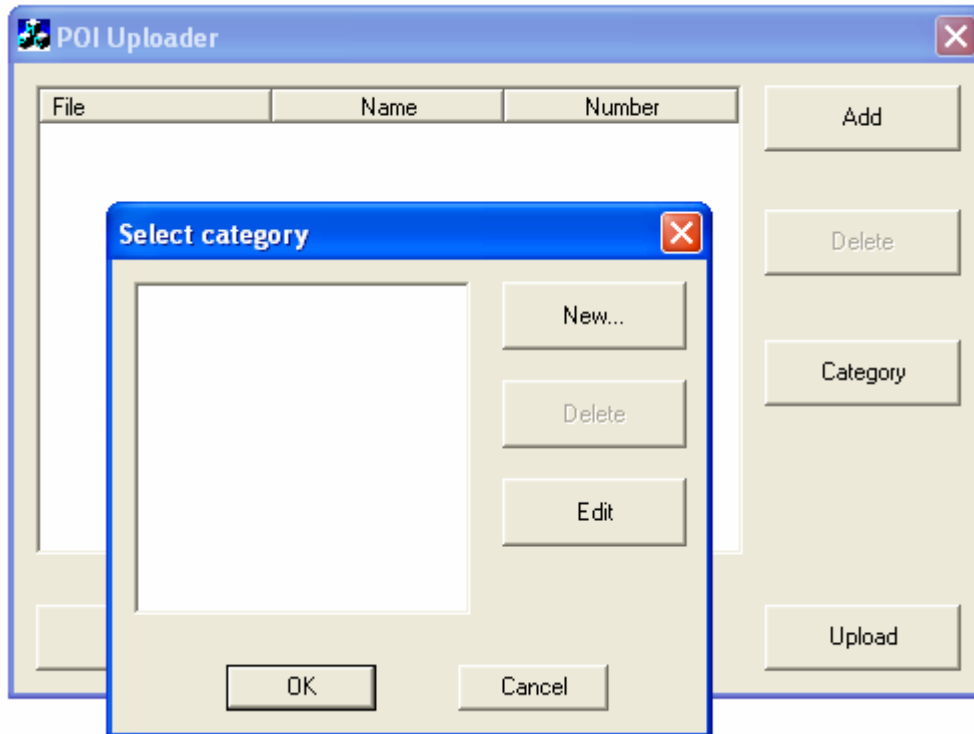 POI Uploader
File Name Number
Add
Delete
Category
Upload
Select category
New...
Delete
Edit
OK Cancel